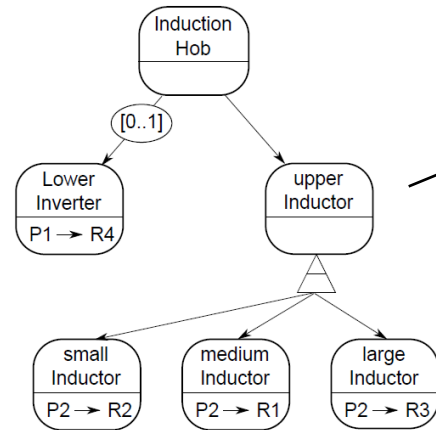 Induction
Hob
[0..1]
Lower
Inverter
P1 → R4
upper
Inductor
small
Inductor
P2 → R2
medium
Inductor
P2 → R1
large
Inductor
P2 → R3